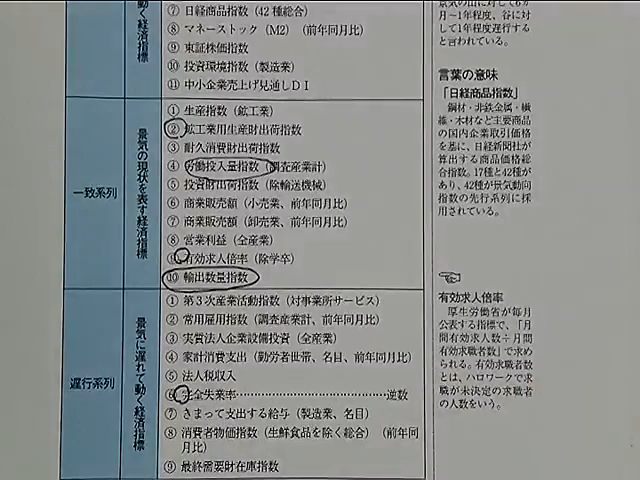 動く経済指標
⑦ 日経商品指数（42種総合）
⑧ マネーストック（M2）（前年同月比）
⑨ 東証株価指数
⑩ 投資環境指数（製造業）
⑪ 中小企業売上げ見通しＤＩ
一致系列
景気の現状を表す経済指標
① 生産指数（鉱工業）
② 鉱工業用生産財出荷指数
③ 耐久消費財出荷指数
④ 労働投入量指数（調査産業計）
⑤ 投資財出荷指数（除輸送機械）
⑥ 商業販売額（小売業、前年同月比）
⑦ 商業販売額（卸売業、前年同月比）
⑧ 営業利益（全産業）
⑨ 有効求人倍率（除学卒）
⑩ 輸出数量指数
遅行系列
景気に遅れて動く経済指標
① 第３次産業活動指数（対事業所サービス）
② 常用雇用指数（調査産業計、前年同月比）
③ 実質法人企業設備投資（全産業）
④ 家計消費支出（勤労者世帯、名目、前年同月比）
⑤ 法人税収入
⑥ 完全失業率……………………………逆数
⑦ きまって支出する給与（製造業、名目）
⑧ 消費者物価指数（生鮮食品を除く総合）（前年同
月比）
⑨ 最終需要財在庫指数
景気の山に対して6カ
月～1年程度、谷に対
して1年程度遅行する
と言われている。
言葉の意味
「日経商品指数」
鋼材・非鉄金属・繊
維・木材など主要商品
の国内企業取引価格
を基に、日経新聞社が
算出する商品価格総
合指数。17種と42種が
あり、42種が景気動向
指数の先行系列に採
用されている。
有効求人倍率
厚生労働省が毎月
公表する指標で、「月
間有効求人数÷月間
有効求職者数」で求め
られる。有効求職者数
とは、ハロワークで求
職が未決定の求職者
の人数をいう。